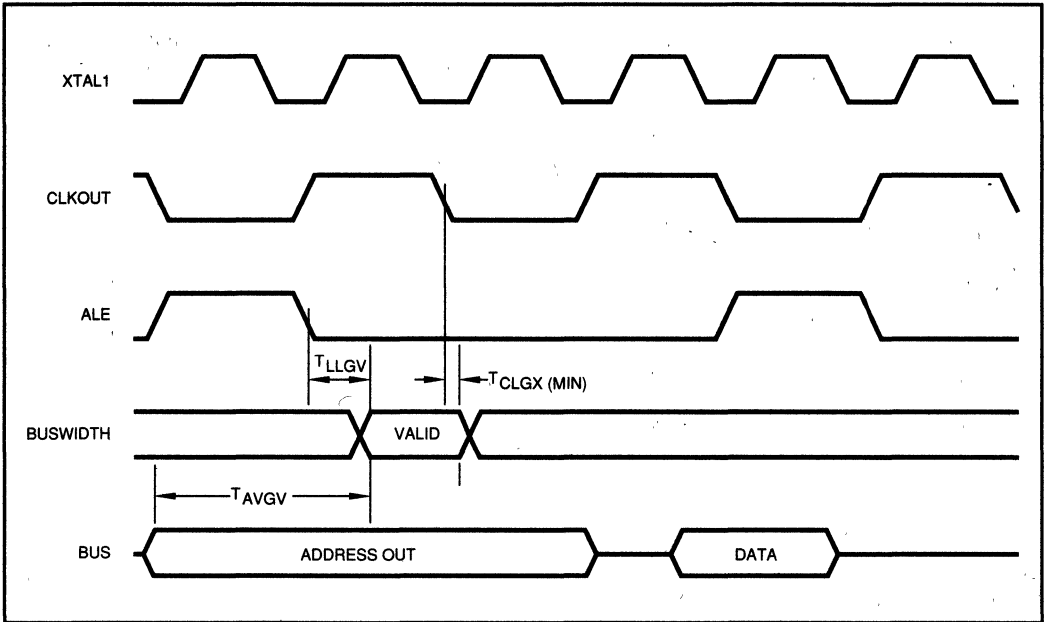 XTAL1
CLKOUT
ALE
TLLGV
TCLGX (MIN)
BUSWIDTH
VALID
TAVGV
BUS
ADDRESS OUT
DATA